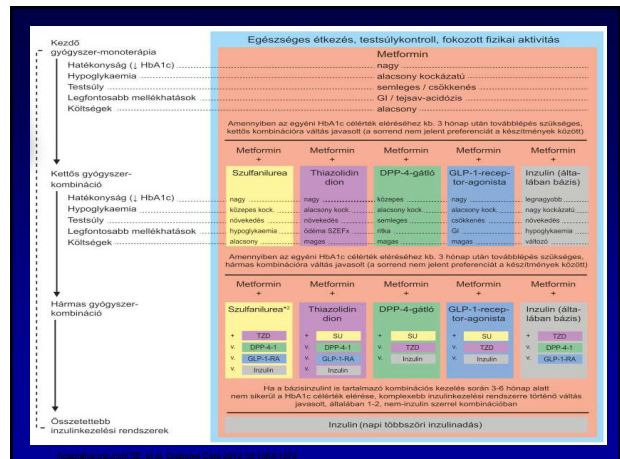 Egészséges étkezés, testsúlykontroll, fokozott fizikai aktivitás
Kezdő
gyógyszer-monoterápia
Metformin
Hatékonyság (↓ HbA1c) nagy
Hypoglykaemia alacsony kockázatú
Testsúly semleges / csökkenés
Legfontosabb mellékhatások GI / tejsav-acidózis
Költségek alacsony
Amennyiben az egyéni HbA1c célérték eléréséhez kb. 3 hónap után továbblépés szükséges,
kettős kombinációra váltás javasolt (a sorrend nem jelent preferenciát a készítmények között)
Metformin Metformin Metformin Metformin Metformin
+ + + + +
Kettős gyógyszer-
kombináció
Szulfanilurea Thiazolidin DPP-4-gátló GLP-1-recep- Inzulin (álta-
dion tor-agonista lában bázis)
Hatékonyság (↓ HbA1c) nagy nagy közepes nagy legnagyobb
Hypoglykaemia közepes kock. alacsony kock. alacsony kock. alacsony kock. nagy kockázatú
Testsúly növekedés növekedés semleges csökkenés növekedés
Legfontosabb mellékhatások hypoglykaemia ödéma SZEFx ritka GI hypoglykaemia
Költségek alacsony magas magas magas változó
Amennyiben az egyéni HbA1c célérték eléréséhez kb. 3 hónap után továbblépés szükséges,
hármas kombinációra váltás javasolt (a sorrend nem jelent preferenciát a készítmények között)
Metformin Metformin Metformin Metformin Metformin
+ + + + +
Hármas gyógyszer-
kombináció
Szulfanilurea*² Thiazolidin DPP-4-gátló GLP-1-recep- Inzulin (álta-
dion tor-agonista lában bázis)
+ TZD + SU + SU + SU + TZD
v. DPP-4-1 v. DPP-4-1 v. TZD v. TZD v. DPP-4-1
v. GLP-1-RA v. GLP-1-RA v. Inzulin v. Inzulin v. GLP-1-RA
v. Inzulin v. Inzulin
Ha a bázisinzulint is tartalmazó kombinációs kezelés során 3-6 hónap alatt
nem sikerül a HbA1c célérték elérése, komplexebb inzulinkezelési rendszerre történő váltás
javasolt, általában 1-2, nem-inzulin szerrel kombinációban
Összetettebb
inzulinkezelési rendszerek
Inzulin (napi többszöri inzulinadás)